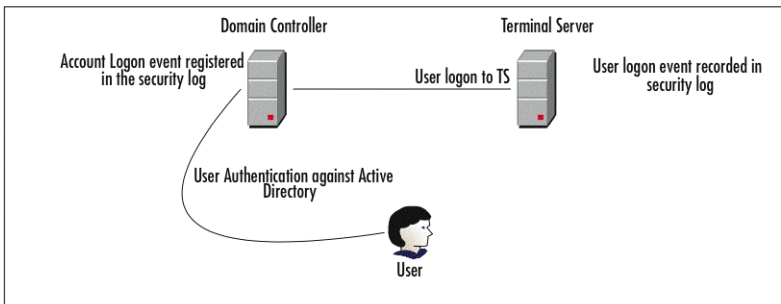 Domain Controller
Terminal Server
Account Logon event registered
in the security log
User logon to TS
User logon event recorded in
security log
User Authentication against Active
Directory
User